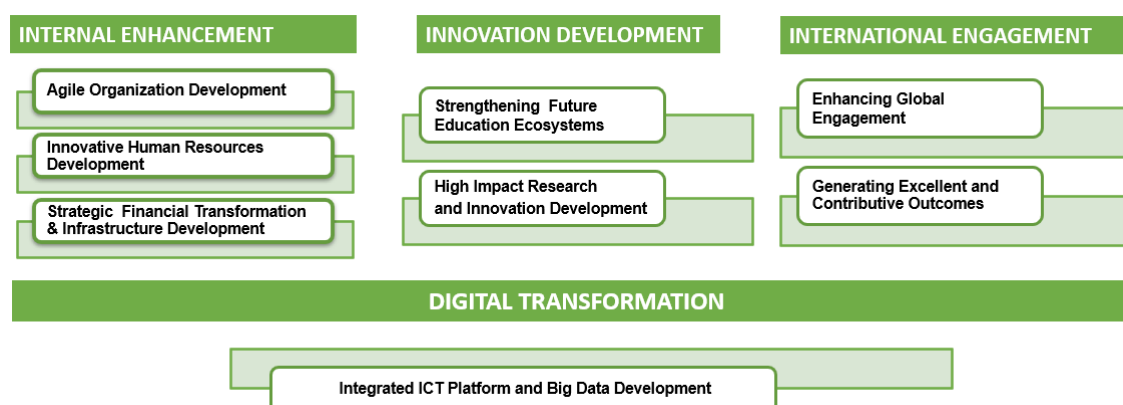 INTERNAL ENHANCEMENT
Agile Organization Development
Innovative Human Resources
Development
Strategic Financial Transformation
& Infrastructure Development
INNOVATION DEVELOPMENT
Strengthening Future
Education Ecosystems
High Impact Research
and Innovation Development
INTERNATIONAL ENGAGEMENT
Enhancing Global
Engagement
Generating Excellent and
Contributive Outcomes
DIGITAL TRANSFORMATION
Integrated ICT Platform and Big Data Development